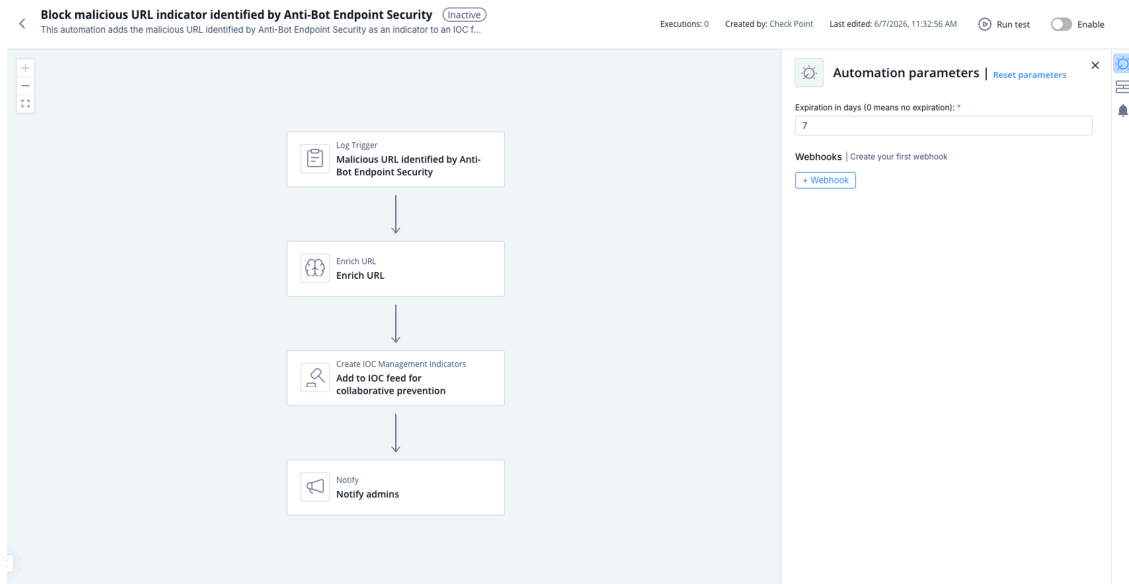 Block malicious URL indicator identified by Anti-Bot Endpoint Security Inactive
This automation adds the malicious URL identified by Anti-Bot Endpoint Security as an indicator to an IOC f...
Executions: 0 Created by: Check Point Last edited: 6/7/2026, 11:32:56 AM Run test Enable
Log Trigger
Malicious URL identified by Anti-
Bot Endpoint Security
Enrich URL
Enrich URL
Create IOC Management Indicators
Add to IOC feed for
collaborative prevention
Notify
Notify admins
Automation parameters | Reset parameters
Expiration in days (0 means no expiration): *
7
Webhooks | Create your first webhook
+ Webhook